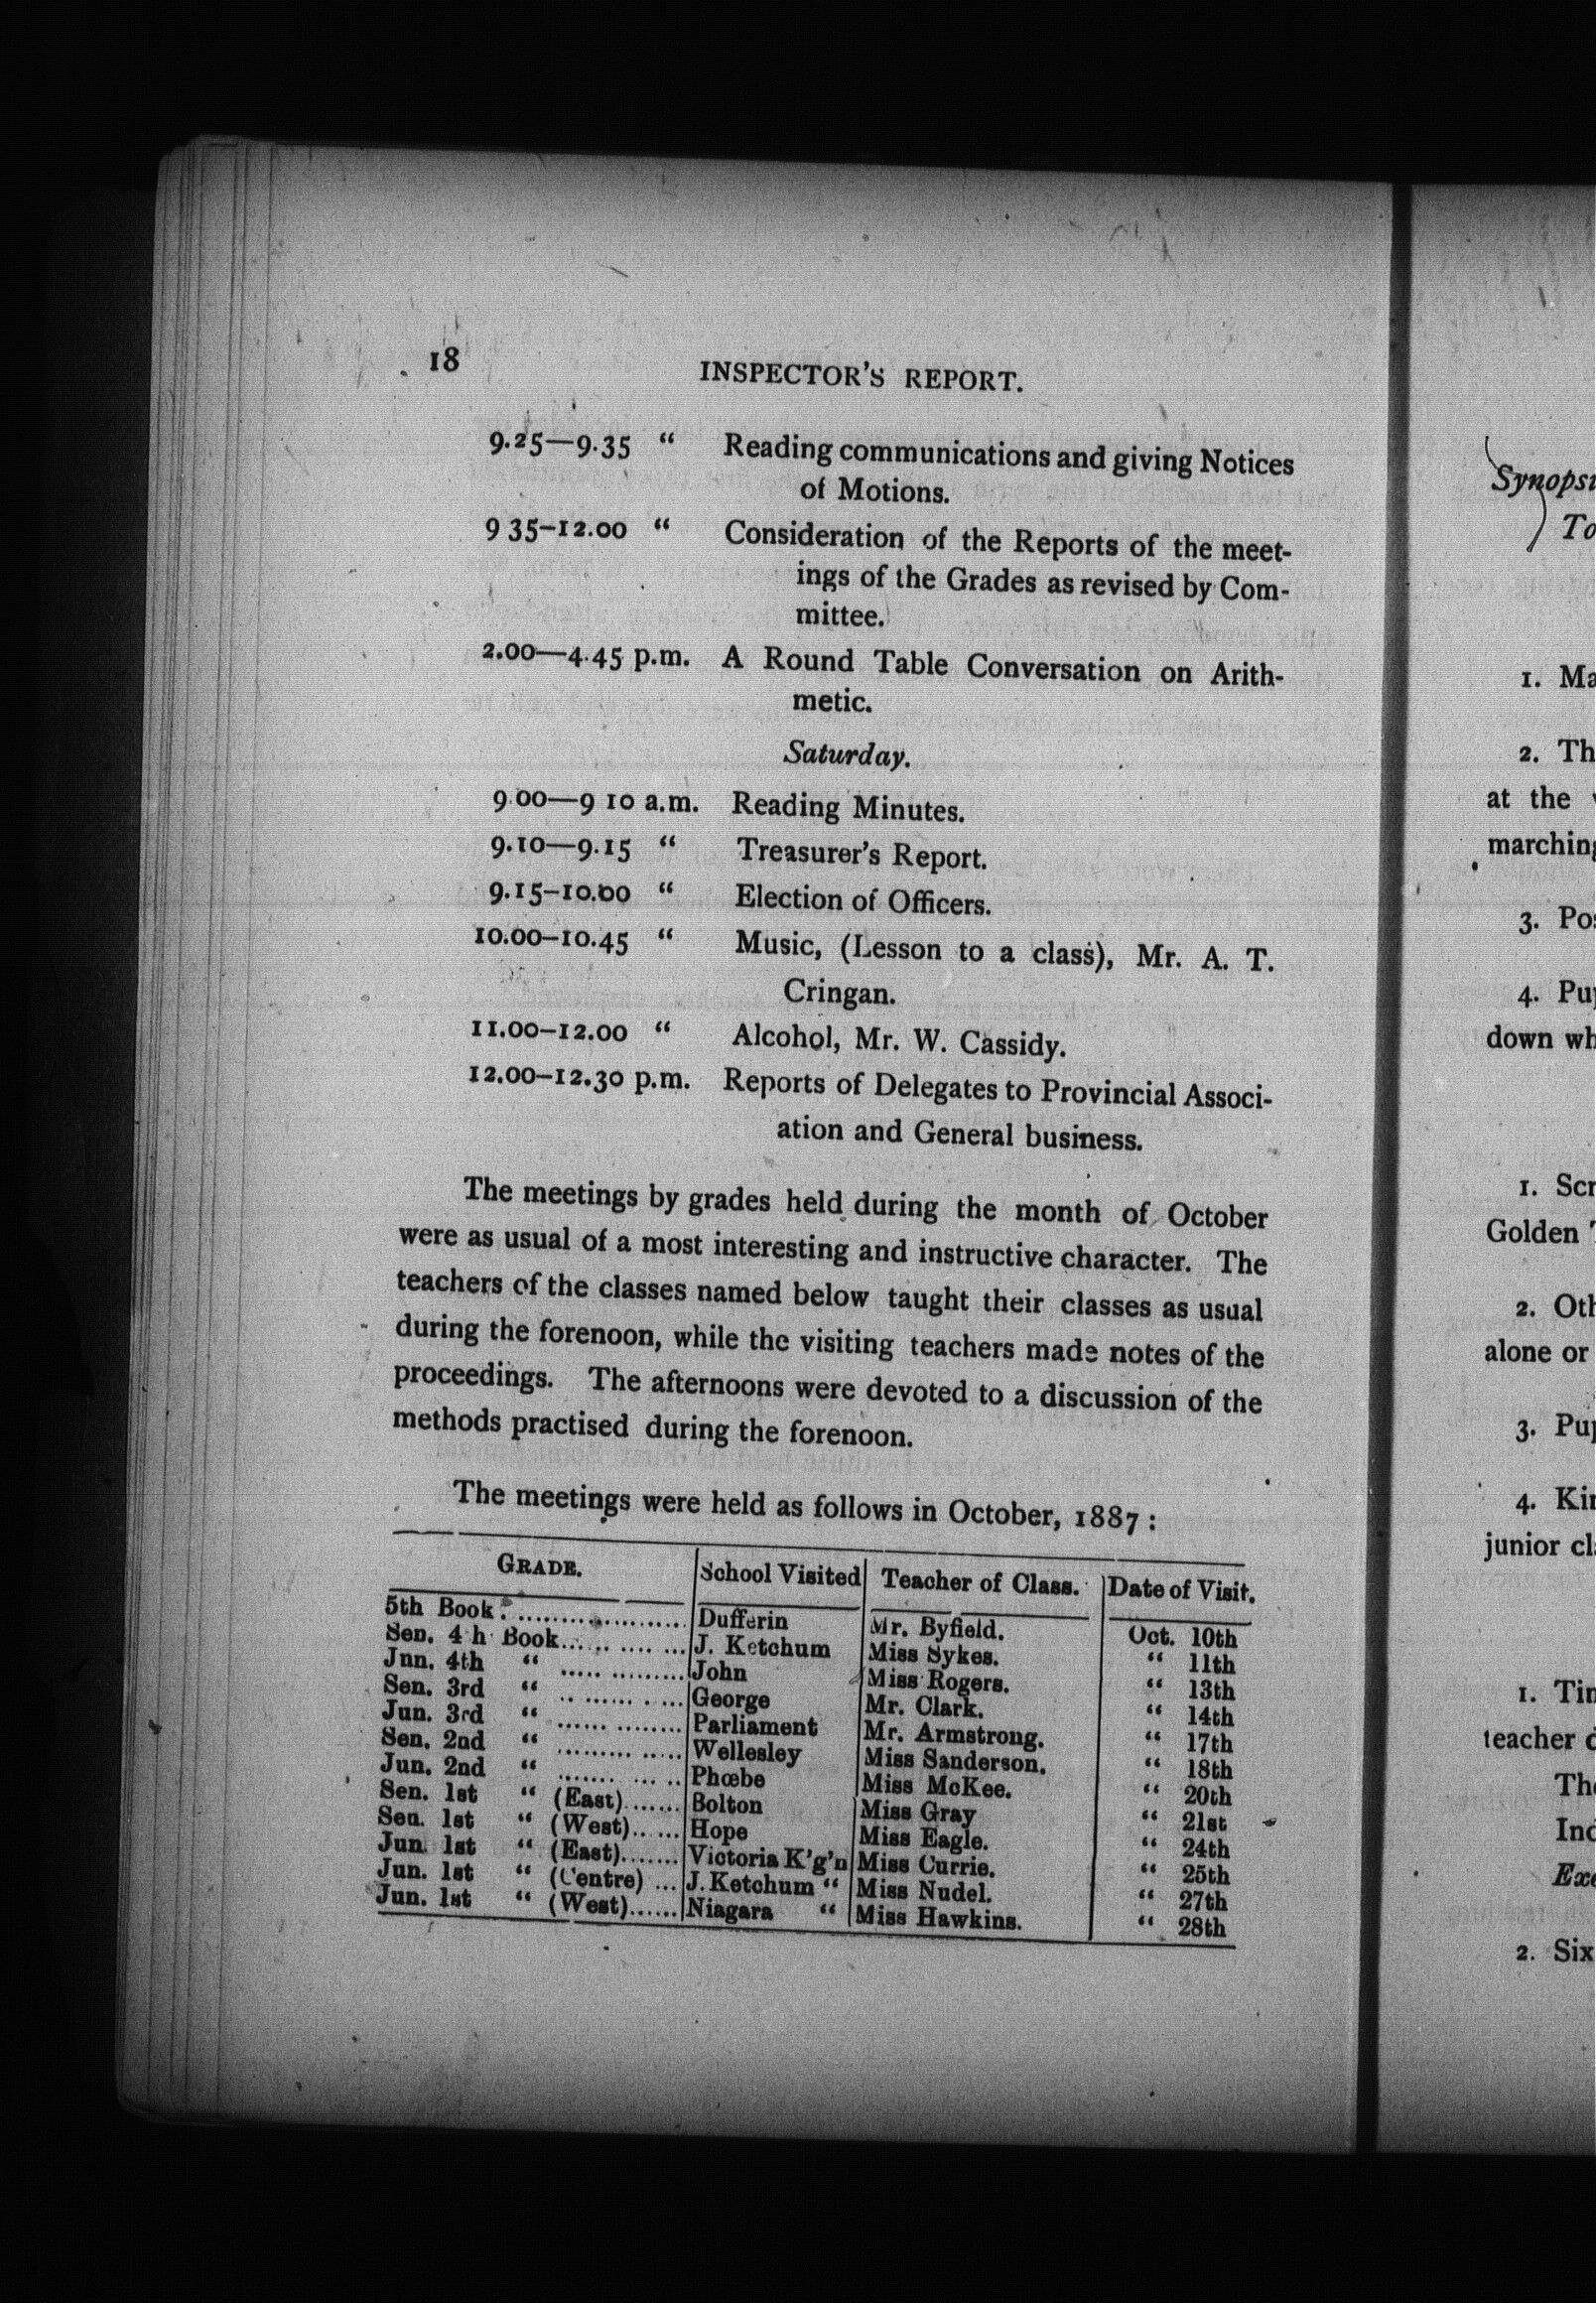 18
INSPECTOR'S REPORT.
9.25—9.35 “ Reading communications and giving Notices
of Motions.
9 35–12.00 “ Consideration of the Reports of the meet-
ings of the Grades as revised by Com-
mittee.
2.00—4.45 p.m. A Round Table Conversation on Arith-
metic.
Saturday.
9.00—9 10 a.m. Reading Minutes.
9.10—9.15 “ Treasurer's Report.
9.15–10.00 “ Election of Officers.
10.00–10.45 “ Music, (Lesson to a class), Mr. A. T.
Cringan.
11.00–12.00 “ Alcohol, Mr. W. Cassidy.
12.00–12.30 p.m. Reports of Delegates to Provincial Associ-
ation and General business.
The meetings by grades held during the month of October
were as usual of a most interesting and instructive character. The
teachers of the classes named below taught their classes as usual
during the forenoon, while the visiting teachers made notes of the
proceedings. The afternoons were devoted to a discussion of the
methods practised during the forenoon.
The meetings were held as follows in October, 1887 :
GRADE. School Visited Teacher of Class. Date of Visit.
5th Book. .................... Dufferin Mr. Byfield. Oct. 10th
Sen. 4 h Book................ J. Ketchum Miss Sykes. “ 11th
Jnn. 4th “ .............. John Miss Rogers. “ 13th
Sen. 3rd “ .............. George Mr. Clark. “ 14th
Jun. 3rd “ .............. Parliament Mr. Armstrong. “ 17th
Sen. 2nd “ .............. Wellesley Miss Sanderson. “ 18th
Jun. 2nd “ .............. Phœbe Miss McKee. “ 20th
Sen. 1st “ (East)....... Bolton Miss Gray “ 21st
Sen. 1st “ (West)...... Hope Miss Eagle. “ 24th
Jun. 1st “ (East)....... Victoria K'g'n Miss Currie. “ 25th
Jun. 1st “ (Centre) ... J. Ketchum “ Miss Nudel. “ 27th
Jun. 1st “ (West)...... Niagara “ Miss Hawkins. “ 28th
To
1. Ma
2. Th
at the
marching
3. Pos
4. Pup
down wh
1. Scr
Golden
2. Oth
alone or
3. Pup
4. Kin
junior cl
1. Tim
teacher
The
Ind
Exe
2. Six